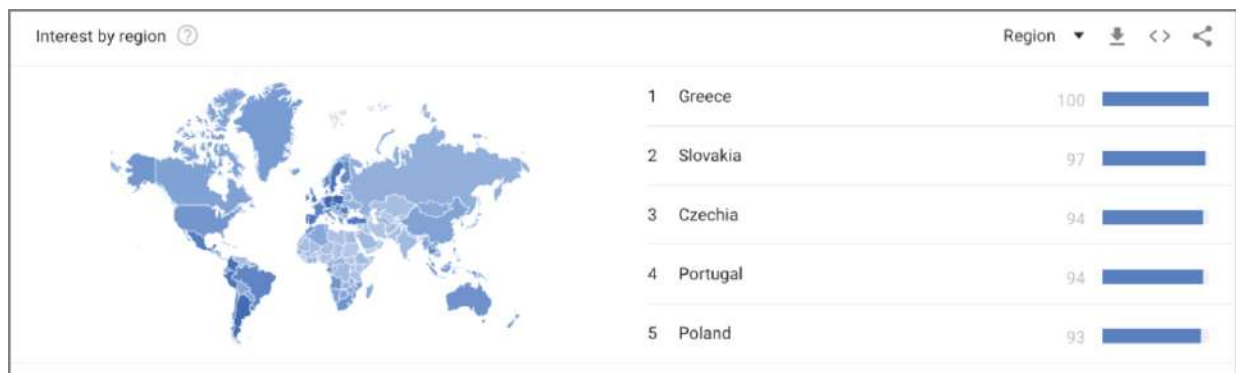 Interest by region
Region
1 Greece 100
2 Slovakia 97
3 Czechia 94
4 Portugal 94
5 Poland 93